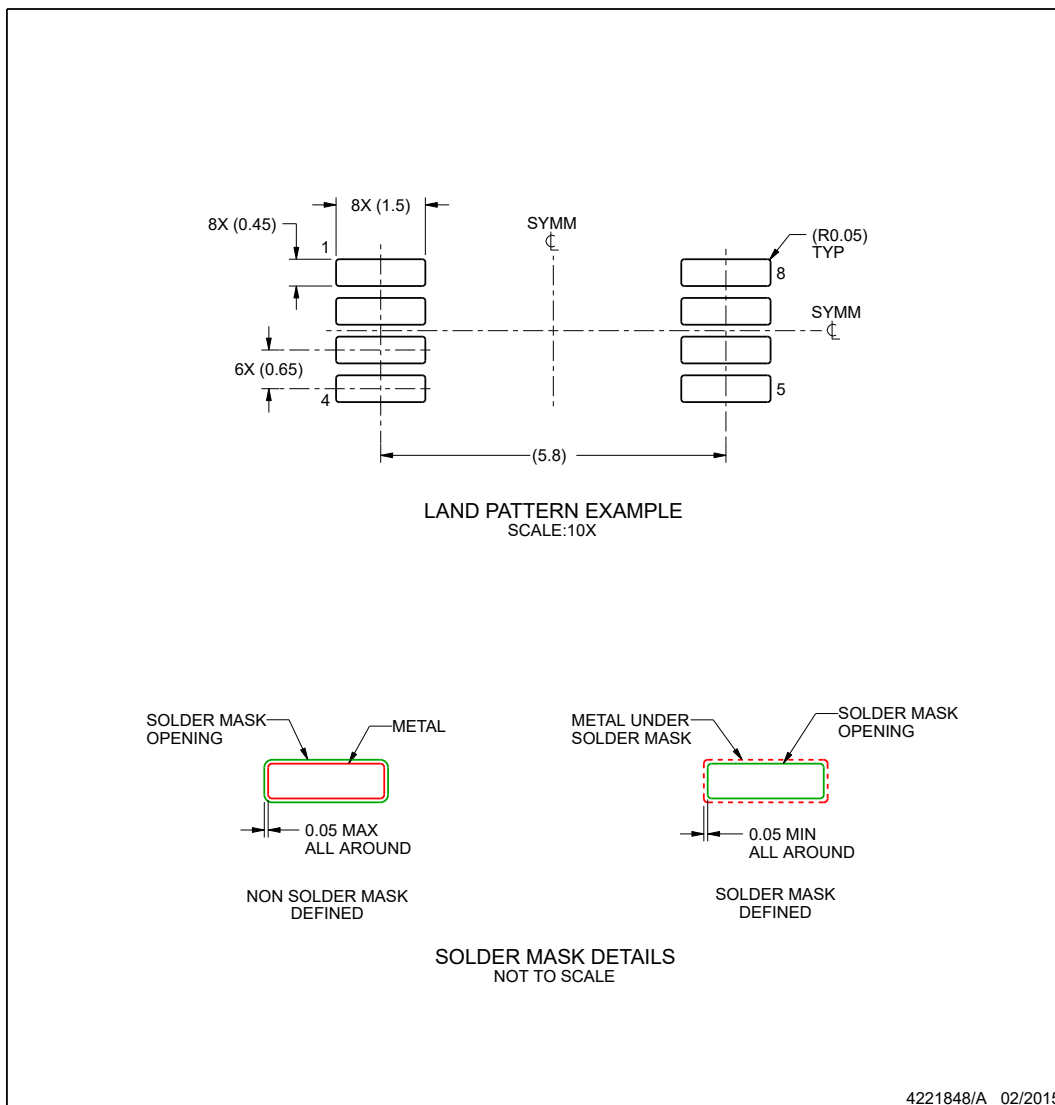 8X (1.5)
8X (0.45)
SYMM
℄
(R0.05)
TYP
1
8
SYMM
℄
6X (0.65)
4
5
(5.8)
LAND PATTERN EXAMPLE
SCALE:10X
SOLDER MASK
OPENING
METAL
0.05 MAX
ALL AROUND
NON SOLDER MASK
DEFINED
METAL UNDER
SOLDER MASK
SOLDER MASK
OPENING
0.05 MIN
ALL AROUND
SOLDER MASK
DEFINED
SOLDER MASK DETAILS
NOT TO SCALE
4221848/A 02/2015